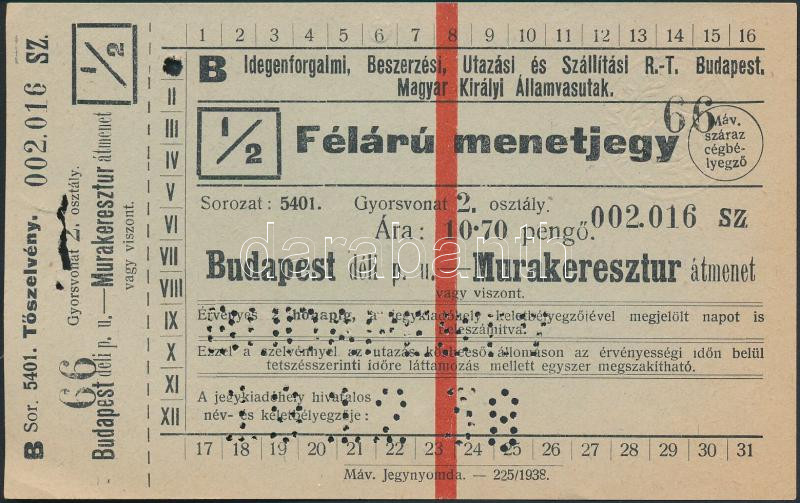 B Sor. 5401. Tőszelvény. 002.016 SZ.
66 Gyorsvonat 2. osztály.
Budapest déli p. u.—Murakeresztur átmenet
vagy viszont.
1/2
1 2 3 4 5 6 7 8 9 10 11 12 13 14 15 16
II
III
IV
V
VI
VII
VIII
IX
X
XI
XII
B Idegenforgalmi, Beszerzési, Utazási és Szállítási R.-T. Budapest.
Magyar Királyi Államvasutak.
1/2 Félárú menetjegy
66
Máv.
száraz
cégbé-
lyegző
Sorozat: 5401. Gyorsvonat 2. osztály.
Ára: 10·70 pengő. 002.016 SZ
Budapest déli p. u.—Murakeresztur átmenet
vagy viszont.
Érvényes hónapig, a jegykiadóhely keletbélyegzőjével megjelölt napot is
beleszámítva.
Ezzel a szelvénnyel az utazás közbeeső állomáson az érvényességi időn belül
tetszésszerinti időre láttamozás mellett egyszer megszakítható.
A jegykiadóhely hivatalos
név- és keletbélyegzője:
17 18 19 20 21 22 23 24 25 26 27 28 29 30 31
Máv. Jegynyomda. — 225/1938.
darabanth